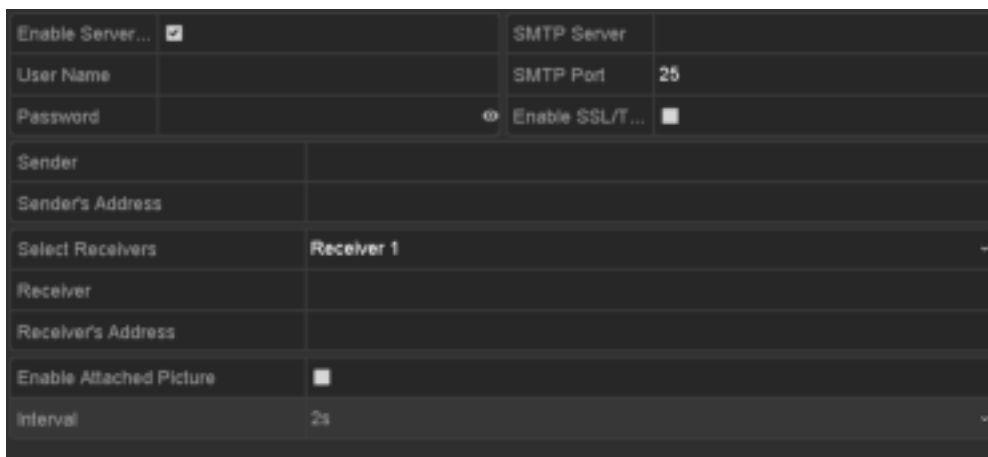 Enable Server... SMTP Server
User Name SMTP Port 25
Password Enable SSL/T...
Sender
Sender's Address
Select Receivers Receiver 1
Receiver
Receiver's Address
Enable Attached Picture
Interval 2s